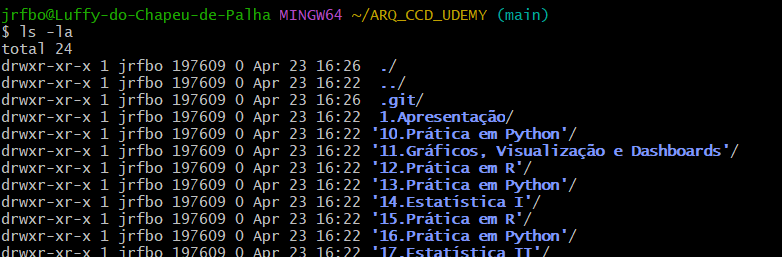 jrfbo@Luffy-do-Chapeu-de-Palha MINGW64 ~/ARQ_CCD_UDEMY (main)
$ ls -la
total 24
drwxr-xr-x 1 jrfbo 197609 0 Apr 23 16:26  ./
drwxr-xr-x 1 jrfbo 197609 0 Apr 23 16:22  ../
drwxr-xr-x 1 jrfbo 197609 0 Apr 23 16:26  .git/
drwxr-xr-x 1 jrfbo 197609 0 Apr 23 16:22  1.Apresentação/
drwxr-xr-x 1 jrfbo 197609 0 Apr 23 16:22 '10.Prática em Python'/
drwxr-xr-x 1 jrfbo 197609 0 Apr 23 16:22 '11.Gráficos, Visualização e Dashboards'/
drwxr-xr-x 1 jrfbo 197609 0 Apr 23 16:22 '12.Prática em R'/
drwxr-xr-x 1 jrfbo 197609 0 Apr 23 16:22 '13.Prática em Python'/
drwxr-xr-x 1 jrfbo 197609 0 Apr 23 16:22 '14.Estatística I'/
drwxr-xr-x 1 jrfbo 197609 0 Apr 23 16:22 '15.Prática em R'/
drwxr-xr-x 1 jrfbo 197609 0 Apr 23 16:22 '16.Prática em Python'/
drwxr-xr-x 1 jrfbo 197609 0 Apr 23 16:22 '17.Estatística II'/